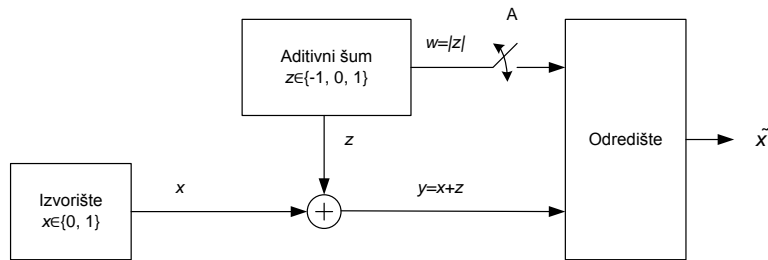 A
Aditivni šum
z∈{-1, 0, 1}
w=|z|
Odredište
x̃
z
Izvorište
x∈{0, 1}
x
+
y=x+z